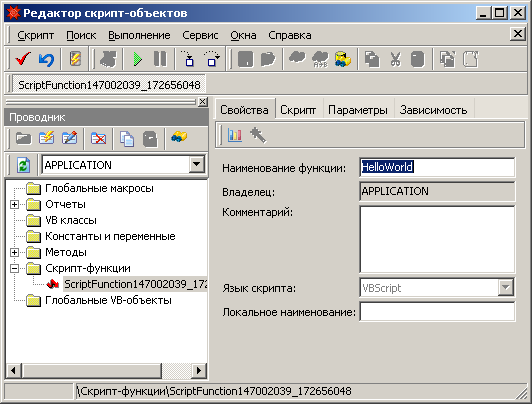 Редактор скрипт-объектов
Скрипт Поиск Выполнение Сервис Окна Справка
ScriptFunction147002039_172656048
Проводник
APPLICATION
Глобальные макросы
Отчеты
VB классы
Константы и переменные
Методы
Скрипт-функции
ScriptFunction147002039_172
Глобальные VB-объекты
Свойства Скрипт Параметры Зависимость
Наименование функции: HelloWorld
Владелец: APPLICATION
Комментарий:
Язык скрипта: VBScript
Локальное наименование:
\Скрипт-функции\ScriptFunction147002039_172656048